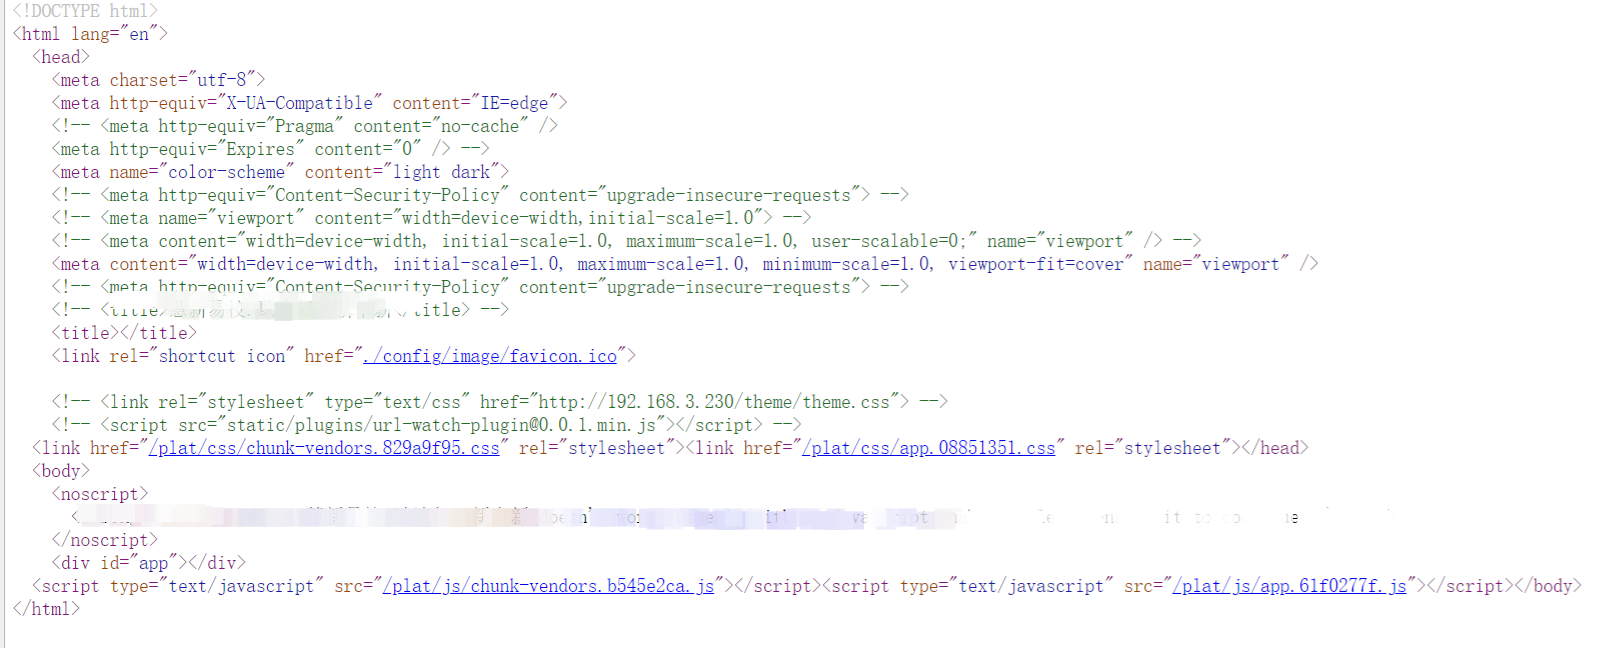 <!DOCTYPE html>
<html lang="en">
<head>
<meta charset="utf-8">
<meta http-equiv="X-UA-Compatible" content="IE=edge">
<!-- <meta http-equiv="Pragma" content="no-cache" />
<meta http-equiv="Expires" content="0" /> -->
<meta name="color-scheme" content="light dark">
<!-- <meta http-equiv="Content-Security-Policy" content="upgrade-insecure-requests"> -->
<!-- <meta name="viewport" content="width=device-width,initial-scale=1.0"> -->
<!-- <meta content="width=device-width, initial-scale=1.0, maximum-scale=1.0, user-scalable=0;" name="viewport" /> -->
<meta content="width=device-width, initial-scale=1.0, maximum-scale=1.0, minimum-scale=1.0, viewport-fit=cover" name="viewport" />
<!-- <meta http-equiv="Content-Security-Policy" content="upgrade-insecure-requests"> -->
<!-- <title> </title> -->
<title></title>
<link rel="shortcut icon" href="./config/image/favicon.ico">
<!-- <link rel="stylesheet" type="text/css" href="http://192.168.3.230/theme/theme.css"> -->
<!-- <script src="static/plugins/url-watch-plugin@0.0.1.min.js"></script> -->
<link href="/plat/css/chunk-vendors.829a9f95.css" rel="stylesheet"><link href="/plat/css/app.08851351.css" rel="stylesheet"></head>
<body>
<noscript>
</noscript>
<div id="app"></div>
<script type="text/javascript" src="/plat/js/chunk-vendors.b545e2ca.js"></script><script type="text/javascript" src="/plat/js/app.61f0277f.js"></script></body>
</html>